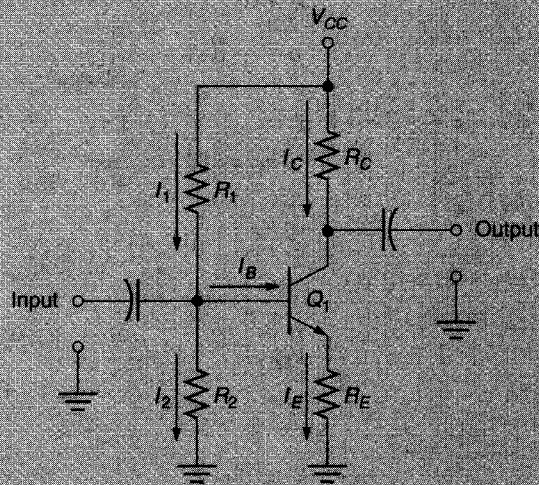 V_CC
I_C R_C
I_1 R_1
Output
I_B
Input Q_1
I_2 R_2 I_E R_E